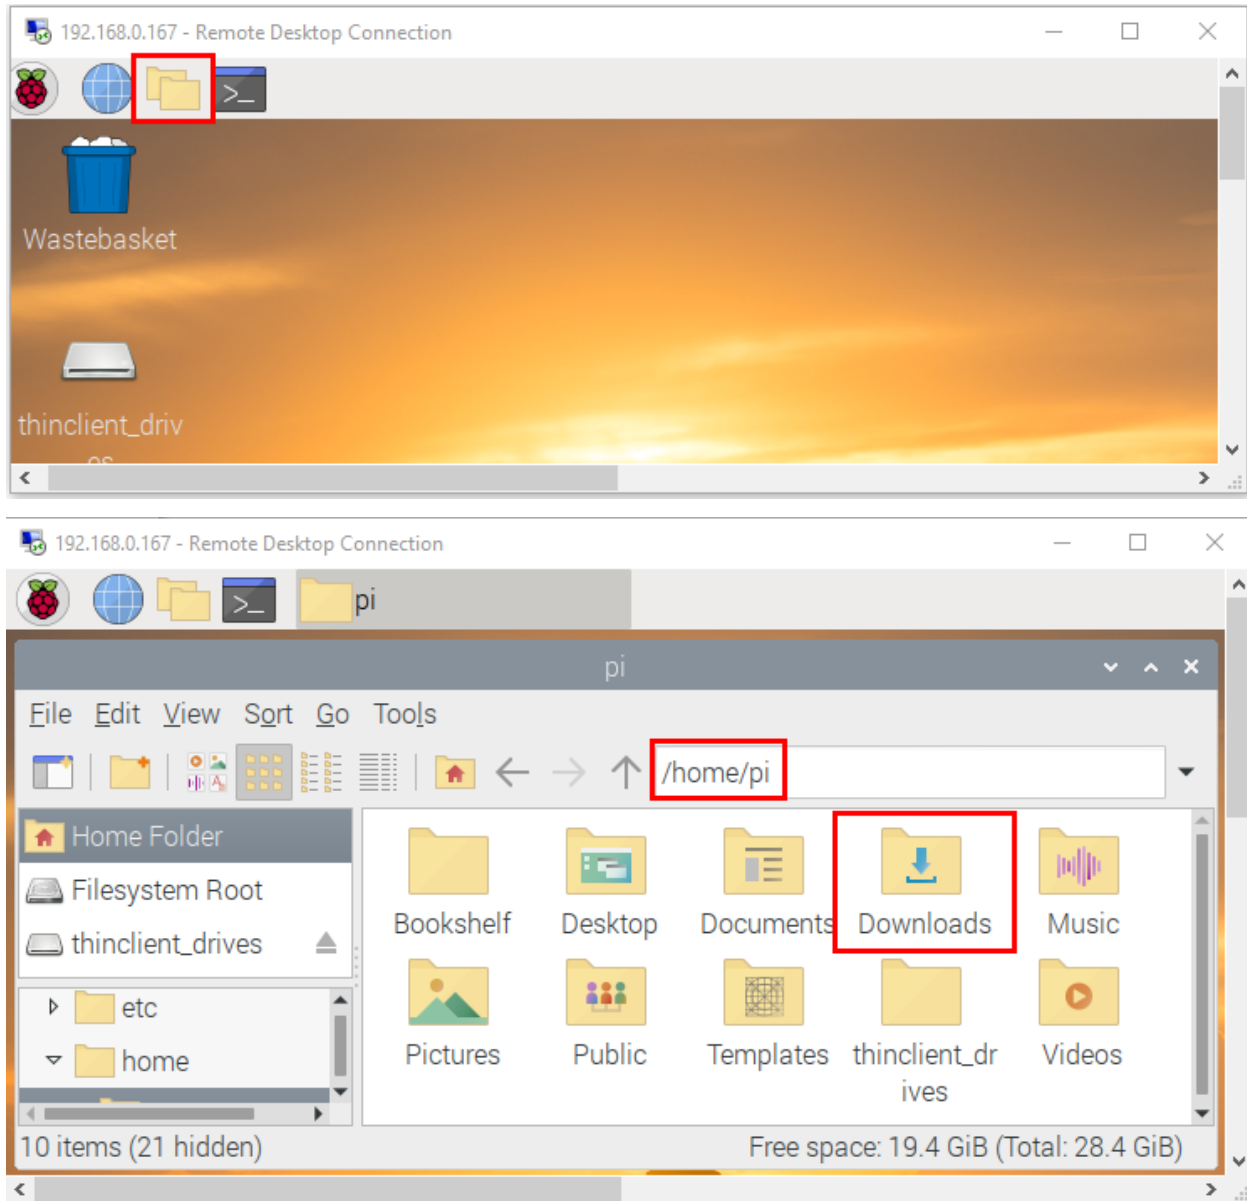 192.168.0.167 - Remote Desktop Connection
>_
Wastebasket
thinclient_driv
es
192.168.0.167 - Remote Desktop Connection
>_
pi
pi
File Edit View Sort Go Tools
/home/pi
Home Folder
Filesystem Root
thinclient_drives
etc
home
Bookshelf Desktop Documents Downloads Music
Pictures Public Templates thinclient_dr Videos
ives
10 items (21 hidden)
Free space: 19.4 GiB (Total: 28.4 GiB)